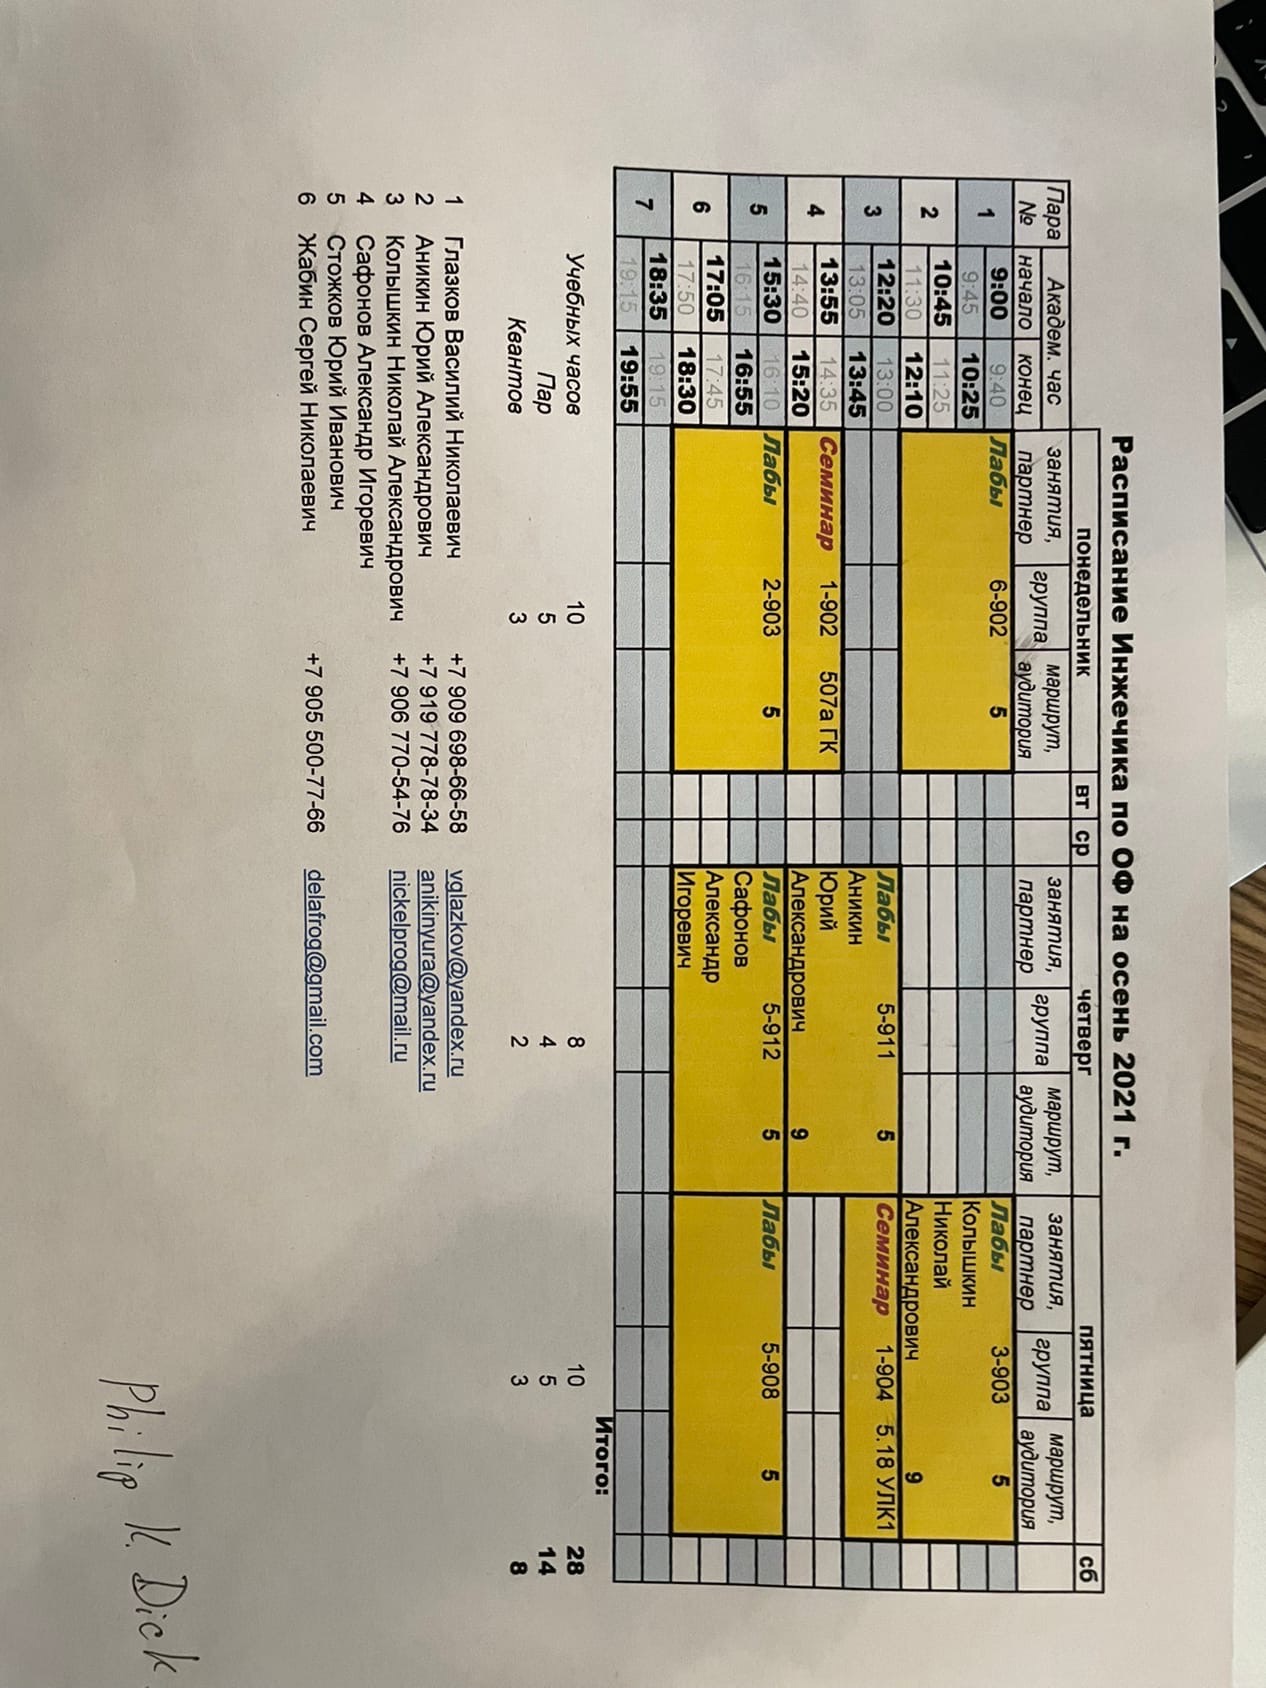 Расписание Инжечика по ОФ на осень 2021 г.
понедельник вт ср четверг пятница сб
Пара № Академ. час занятия, партнер группа маршрут, аудитория занятия, партнер группа маршрут, аудитория занятия, партнер группа маршрут, аудитория
начало конец
1 9:00 9:40 Лабы 6-902 5 Лабы 3-903 5
9:45 10:25 Колышкин
2 10:45 11:25 Николай
11:30 12:10 Александрович 9
3 12:20 13:00 Лабы 5-911 5 Семинар 1-904 5.18 УЛК1
13:05 13:45 Аникин
4 13:55 14:35 Семинар 1-902 507а ГК Юрий
14:40 15:20 Александрович 9
5 15:30 16:10 Лабы 2-903 5 Лабы 5-912 5 Лабы 5-908 5
16:15 16:55 Сафонов
6 17:05 17:45 Александр
17:50 18:30 Игоревич
7 18:35 19:15
19:15 19:55
Итого:
Учебных часов 10 8 10 28
Пар 5 4 5 14
Квантов 3 2 3 8
1 Глазков Василий Николаевич +7 909 698-66-58 vglazkov@yandex.ru
2 Аникин Юрий Александрович +7 919 778-78-34 anikinyura@yandex.ru
3 Колышкин Николай Александрович +7 906 770-54-76 nickelprog@mail.ru
4 Сафонов Александр Игоревич
5 Стожков Юрий Иванович
6 Жабин Сергей Николаевич +7 905 500-77-66 delafrog@gmail.com
Philip K. Dick